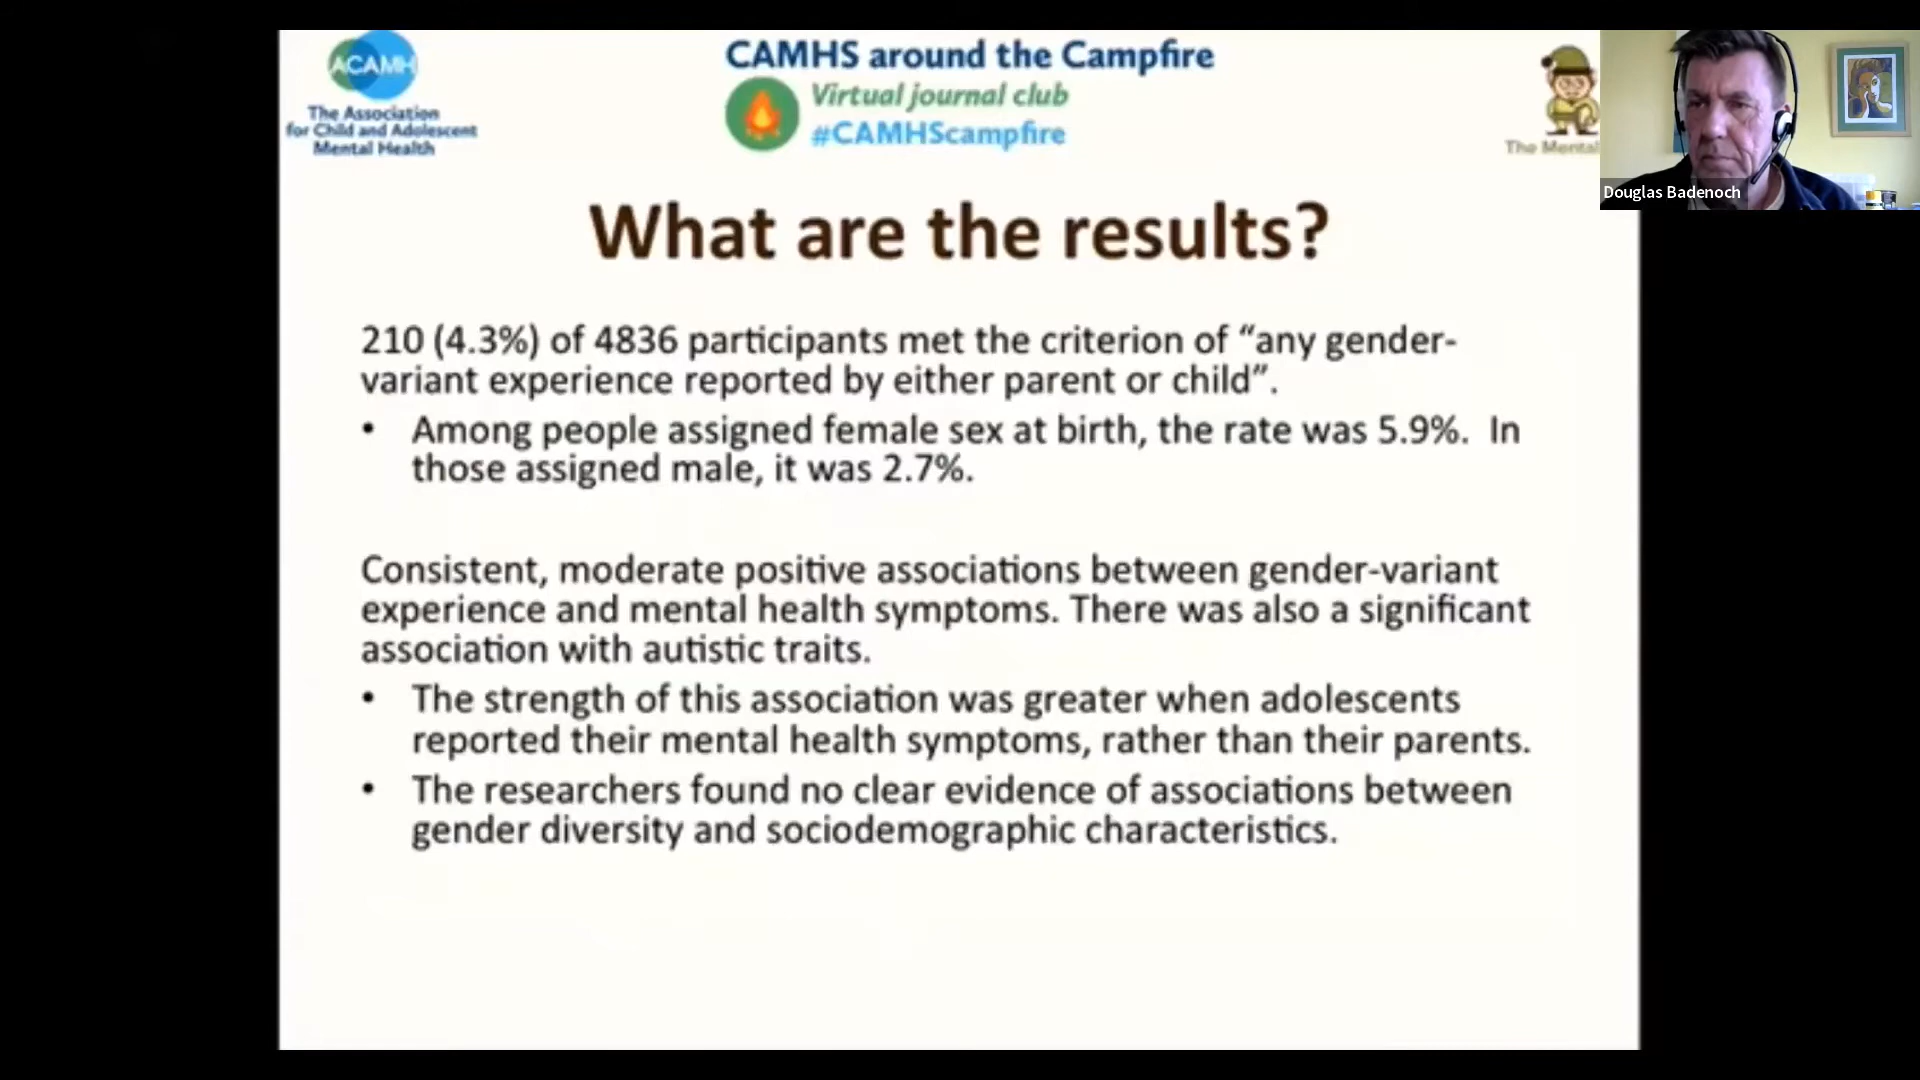 ACAMH
The Association
for Child and Adolescent
Mental Health
CAMHS around the Campfire
Virtual journal club
#CAMHScampfire
The Mental
Douglas Badenoch
What are the results?
210 (4.3%) of 4836 participants met the criterion of “any gender-
variant experience reported by either parent or child”.
• Among people assigned female sex at birth, the rate was 5.9%.  In
those assigned male, it was 2.7%.
Consistent, moderate positive associations between gender-variant
experience and mental health symptoms. There was also a significant
association with autistic traits.
• The strength of this association was greater when adolescents
reported their mental health symptoms, rather than their parents.
• The researchers found no clear evidence of associations between
gender diversity and sociodemographic characteristics.